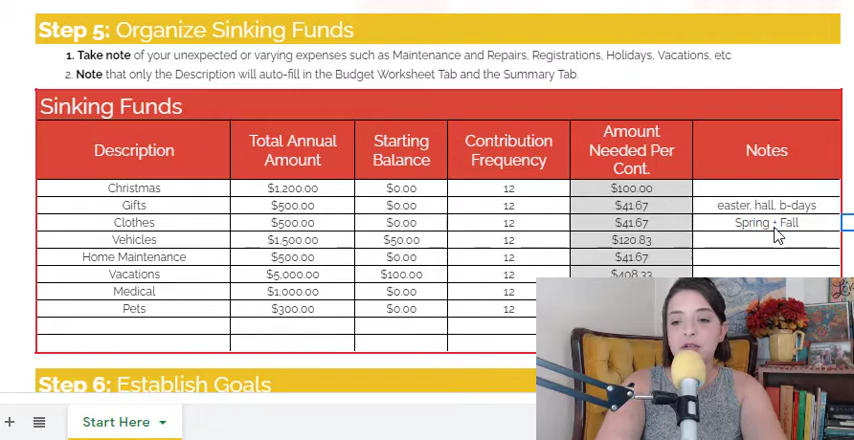 Step 5: Organize Sinking Funds
1. Take note of your unexpected or varying expenses such as Maintenance and Repairs, Registrations, Holidays, Vacations, etc
2. Note that only the Description will auto-fill in the Budget Worksheet Tab and the Summary Tab.
Sinking Funds
Description Total Annual Amount Starting Balance Contribution Frequency Amount Needed Per Cont. Notes
Christmas $1,200.00 $0.00 12 $100.00
Gifts $500.00 $0.00 12 $41.67 easter, hall, b-days
Clothes $500.00 $0.00 12 $41.67 Spring + Fall
Vehicles $1,500.00 $50.00 12 $120.83
Home Maintenance $500.00 $0.00 12 $41.67
Vacations $5,000.00 $100.00 12 $408.33
Medical $1,000.00 $0.00 12
Pets $300.00 $0.00 12
Step 6: Establish Goals
Start Here